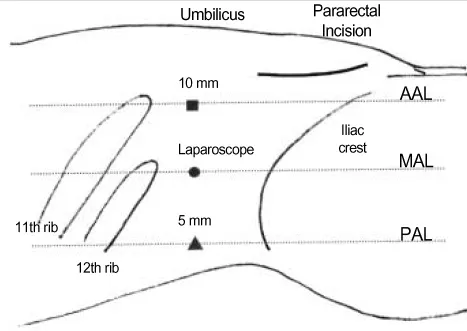 Umbilicus
Pararectal
Incision
10 mm
AAL
Iliac
crest
Laparoscope
MAL
11th rib
5 mm
PAL
12th rib